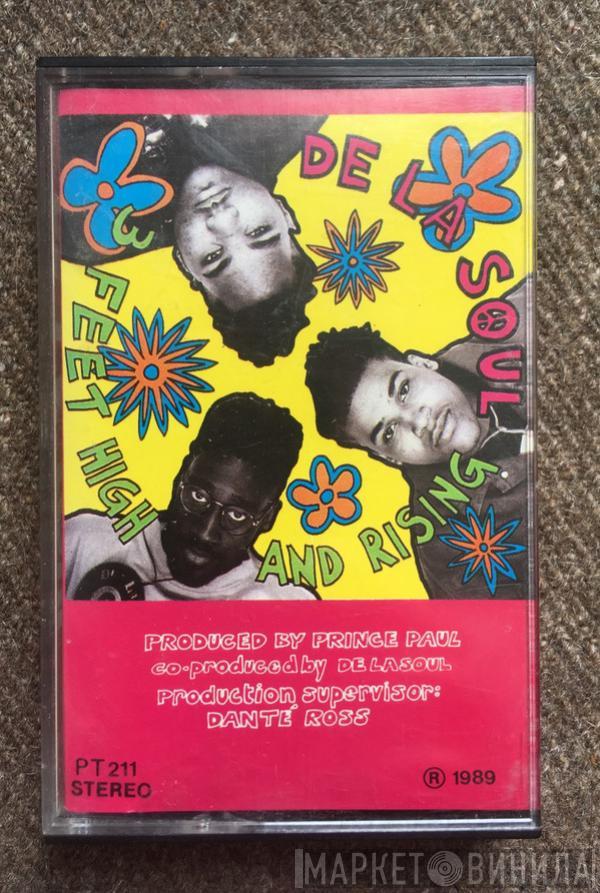 DE LA SOUL
3 FEET HIGH
AND RISING.
PRODUCED BY PRINCE PAUL
co-produced by DE LA SOUL
Production supervisor:
DANTÉ ROSS
PT 211
STEREO
® 1989
МАРКЕТ ВИНИЛА